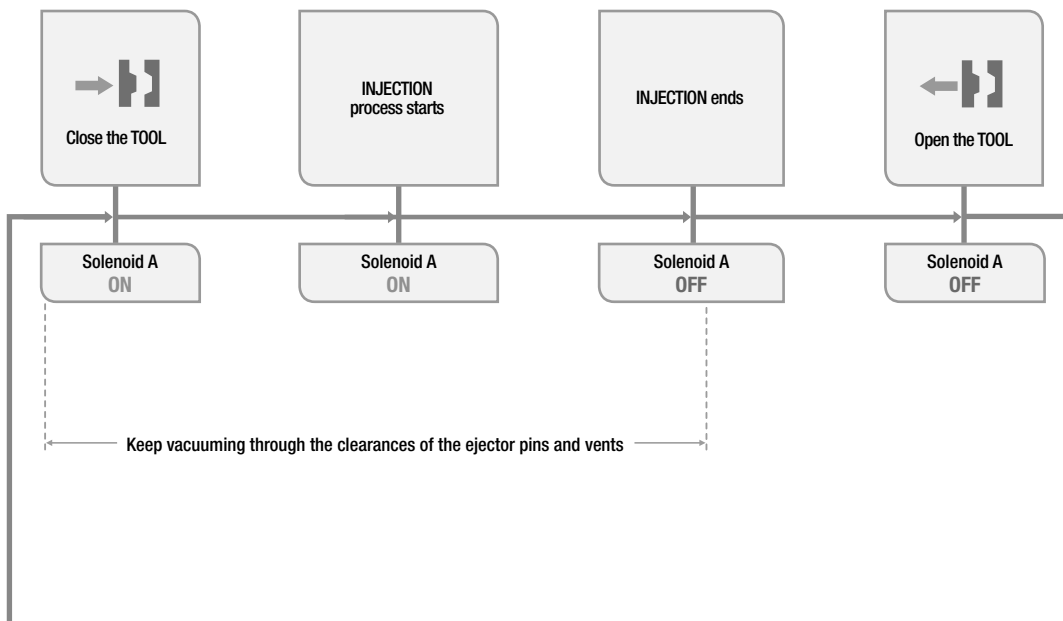 Close the TOOL
INJECTION
process starts
INJECTION ends
Open the TOOL
Solenoid A
ON
Solenoid A
ON
Solenoid A
OFF
Solenoid A
OFF
Keep vacuuming through the clearances of the ejector pins and vents